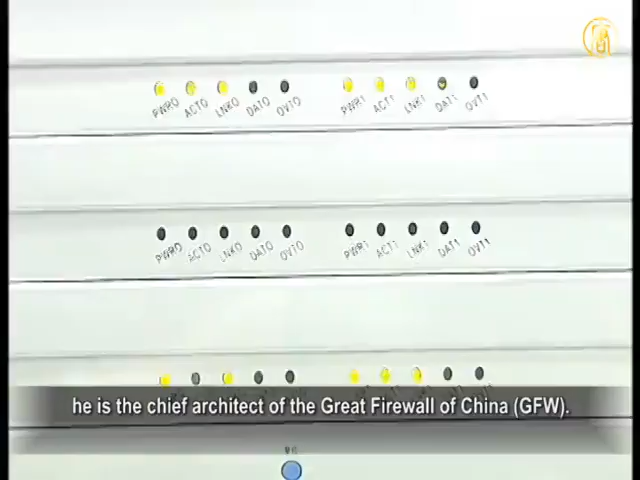 PWR0 ACT0 LNK0 DAT0 OVT0 PWR1 ACT1 LNK1 DAT1 OVT1
PWR0 ACT0 LNK0 DAT0 OVT0 PWR1 ACT1 LNK1 DAT1 OVT1
he is the chief architect of the Great Firewall of China (GFW).